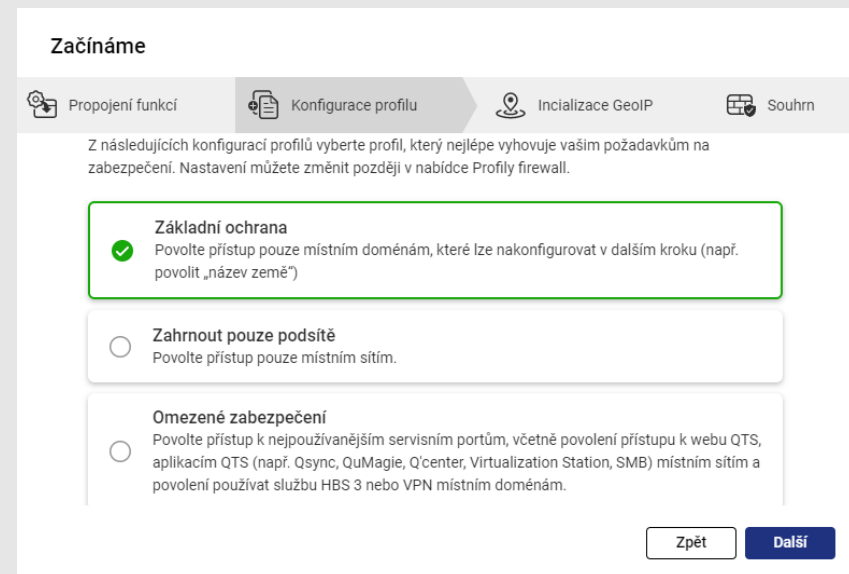 Začínáme
Propojení funkcí
Konfigurace profilu
Incializace GeoIP
Souhrn
Z následujících konfigurací profilů vyberte profil, který nejlépe vyhovuje vašim požadavkům na
zabezpečení. Nastavení můžete změnit později v nabídce Profily firewall.
Základní ochrana
Povolte přístup pouze místním doménám, které lze nakonfigurovat v dalším kroku (např.
povolit „název země“)
Zahrnout pouze podsítě
Povolte přístup pouze místním sítím.
Omezené zabezpečení
Povolte přístup k nejpoužívanějším servisním portům, včetně povolení přístupu k webu QTS,
aplikacím QTS (např. Qsync, QuMagie, Q'center, Virtualization Station, SMB) místním sítím a
povolení používat službu HBS 3 nebo VPN místním doménám.
Zpět
Další